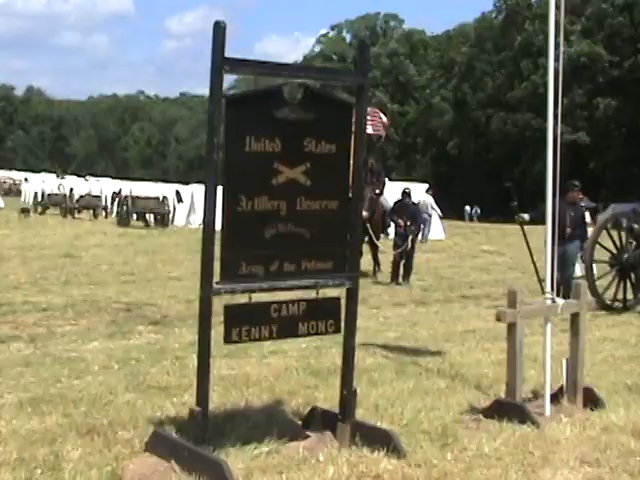 United States
Artillery Reserve
Army of the Potomac
CAMP
KENNY MONG